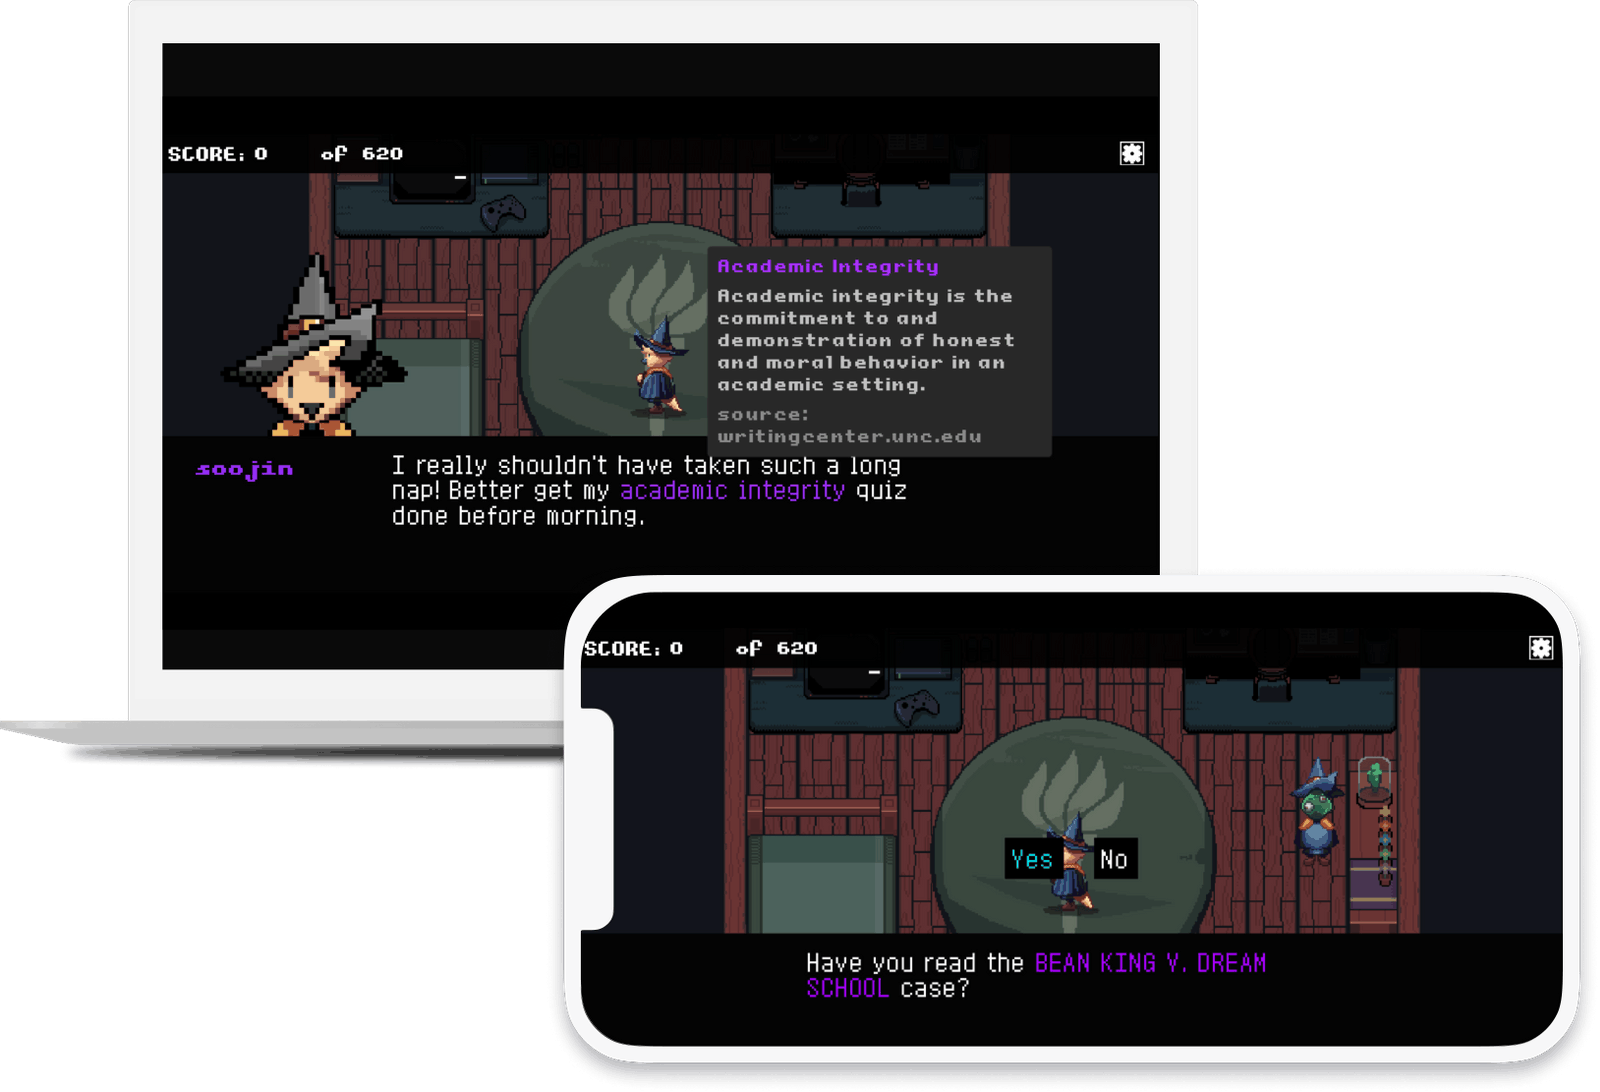 SCORE: 0 of 620
Academic Integrity
Academic integrity is the
commitment to and
demonstration of honest
and moral behavior in an
academic setting.
source:
writingcenter.unc.edu
soojin
I really shouldn't have taken such a long
nap! Better get my academic integrity quiz
done before morning.
SCORE: 0 of 620
Yes No
Have you read the BEAN KING V. DREAM
SCHOOL case?